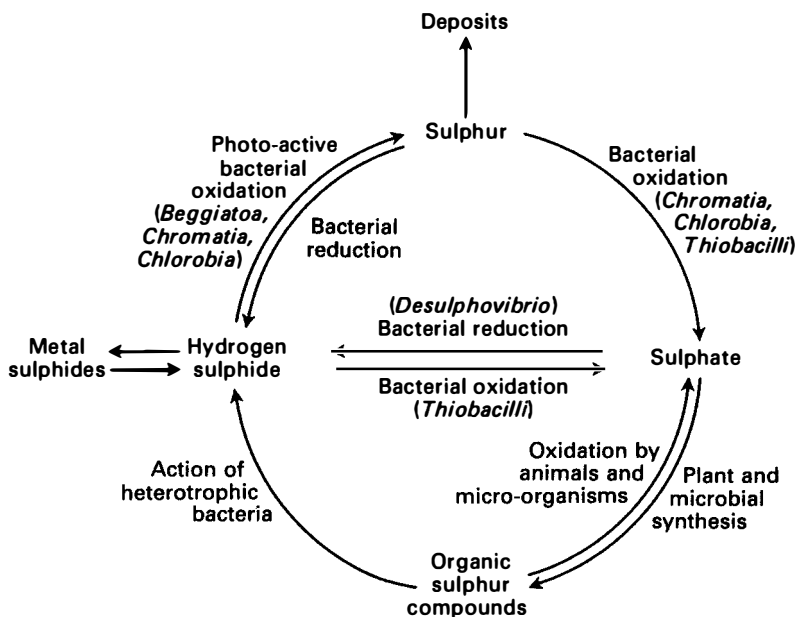 Deposits
Sulphur
Photo-active
bacterial
oxidation
(Beggiatoa,
Chromatia,
Chlorobia)
Bacterial
reduction
Bacterial
oxidation
(Chromatia,
Chlorobia,
Thiobacilli)
(Desulphovibrio)
Bacterial reduction
Metal
sulphides
Hydrogen
sulphide
Sulphate
Bacterial oxidation
(Thiobacilli)
Action of
heterotrophic
bacteria
Oxidation by
animals and
micro-organisms
Plant and
microbial
synthesis
Organic
sulphur
compounds